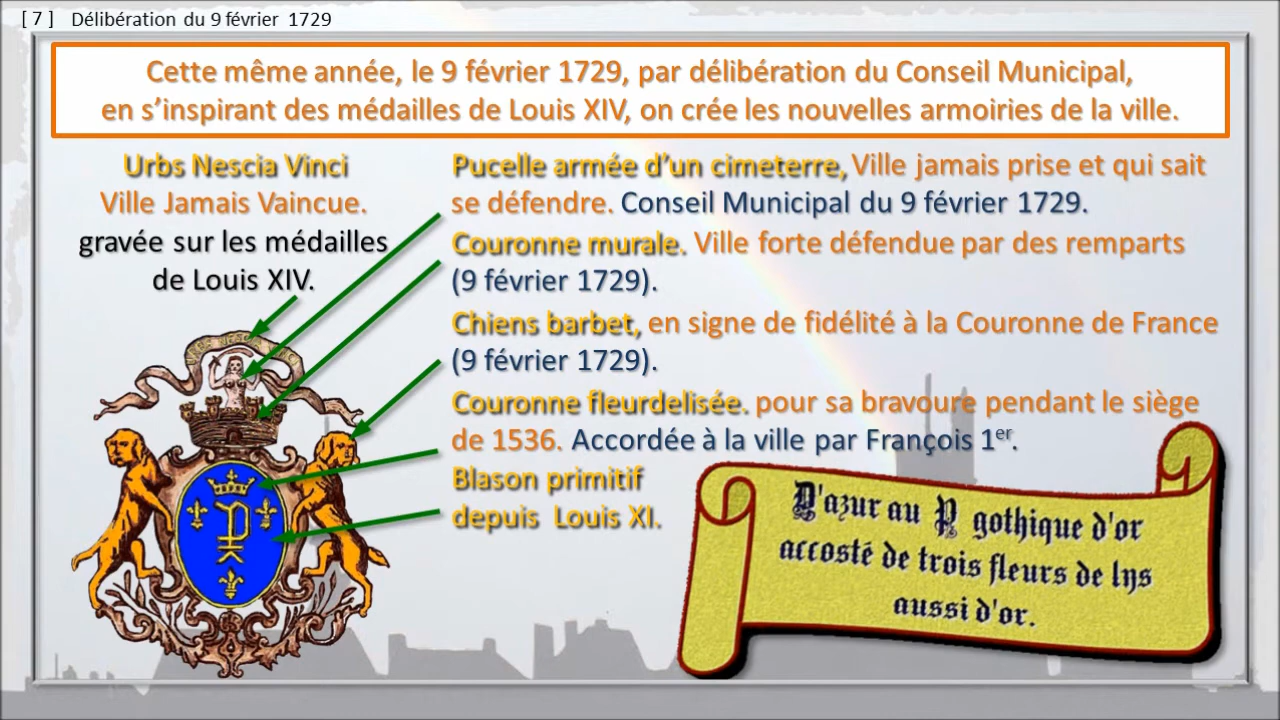 [ 7 ] Délibération du 9 février 1729
Cette même année, le 9 février 1729, par délibération du Conseil Municipal,
en s’inspirant des médailles de Louis XIV, on crée les nouvelles armoiries de la ville.
Urbs Nescia Vinci
Ville Jamais Vaincue.
gravée sur les médailles
de Louis XIV.
Pucelle armée d’un cimeterre, Ville jamais prise et qui sait
se défendre. Conseil Municipal du 9 février 1729.
Couronne murale. Ville forte défendue par des remparts
(9 février 1729).
Chiens barbet, en signe de fidélité à la Couronne de France
(9 février 1729).
Couronne fleurdelisée. pour sa bravoure pendant le siège
de 1536. Accordée à la ville par François 1er.
Blason primitif
depuis Louis XI.
D'azur au P gothique d'or
accosté de trois fleurs de lys
aussi d'or.